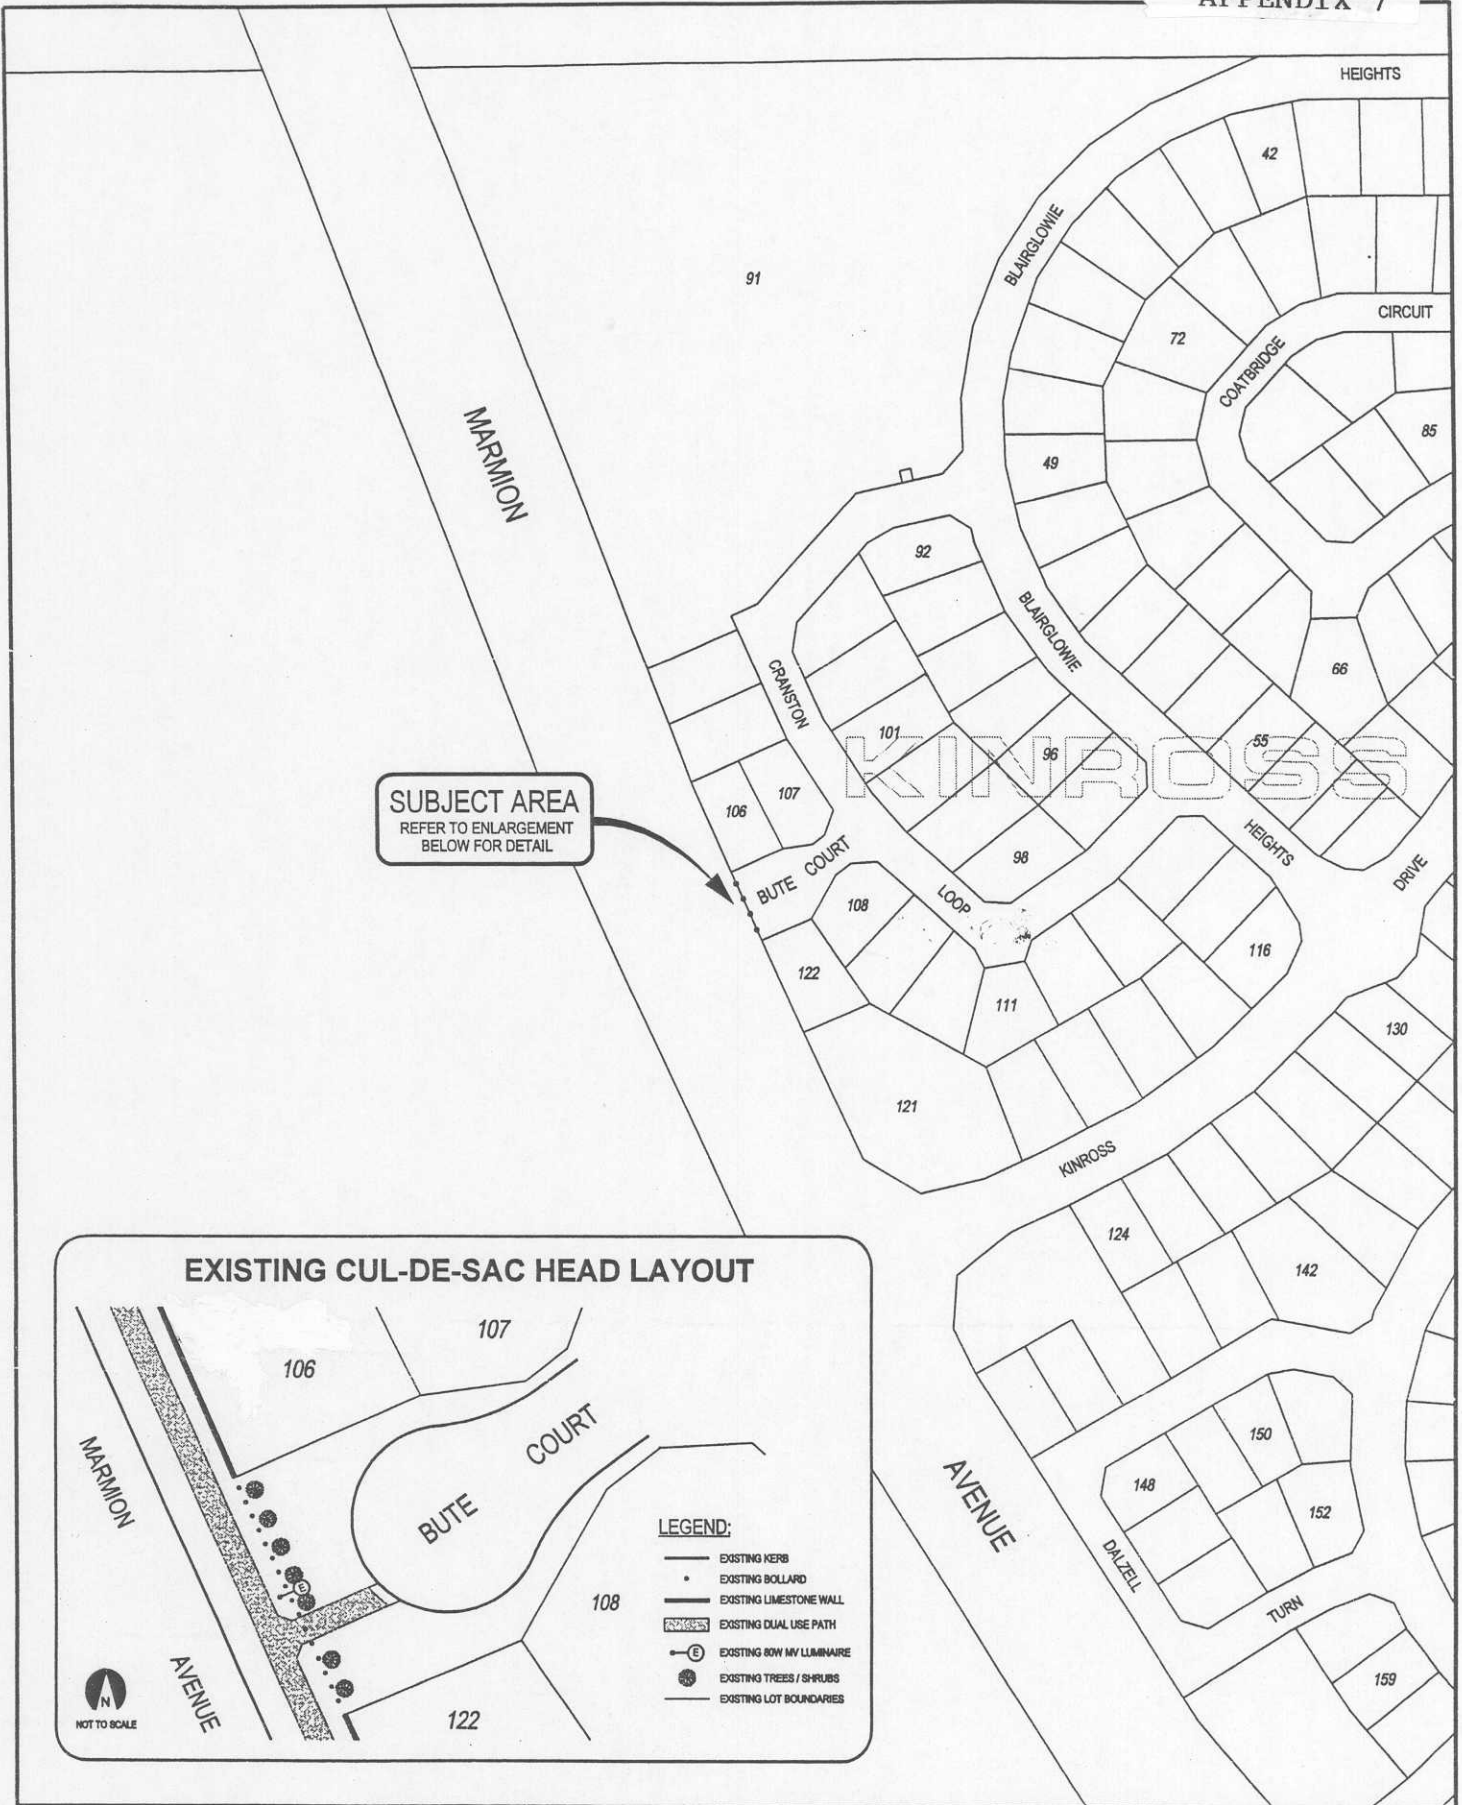 APPENDIX 7
HEIGHTS
42
BLAIRGLOWIE
91
CIRCUIT
72
COATBRIDGE
85
MARMION
49
92
BLAIRGLOWIE
66
CRANSTON
101
KINROSS
96
55
SUBJECT AREA
REFER TO ENLARGEMENT
BELOW FOR DETAIL
106
107
HEIGHTS
98
DRIVE
BUTE COURT
LOOP
108
116
122
111
130
121
KINROSS
124
142
150
148
152
AVENUE
DALZELL
TURN
159
EXISTING CUL-DE-SAC HEAD LAYOUT
107
106
COURT
BUTE
MARMION
AVENUE
108
122
N
NOT TO SCALE
E
LEGEND:
EXISTING KERB
EXISTING BOLLARD
EXISTING LIMESTONE WALL
EXISTING DUAL USE PATH
E EXISTING 80W MV LUMINAIRE
EXISTING TREES / SHRUBS
EXISTING LOT BOUNDARIES